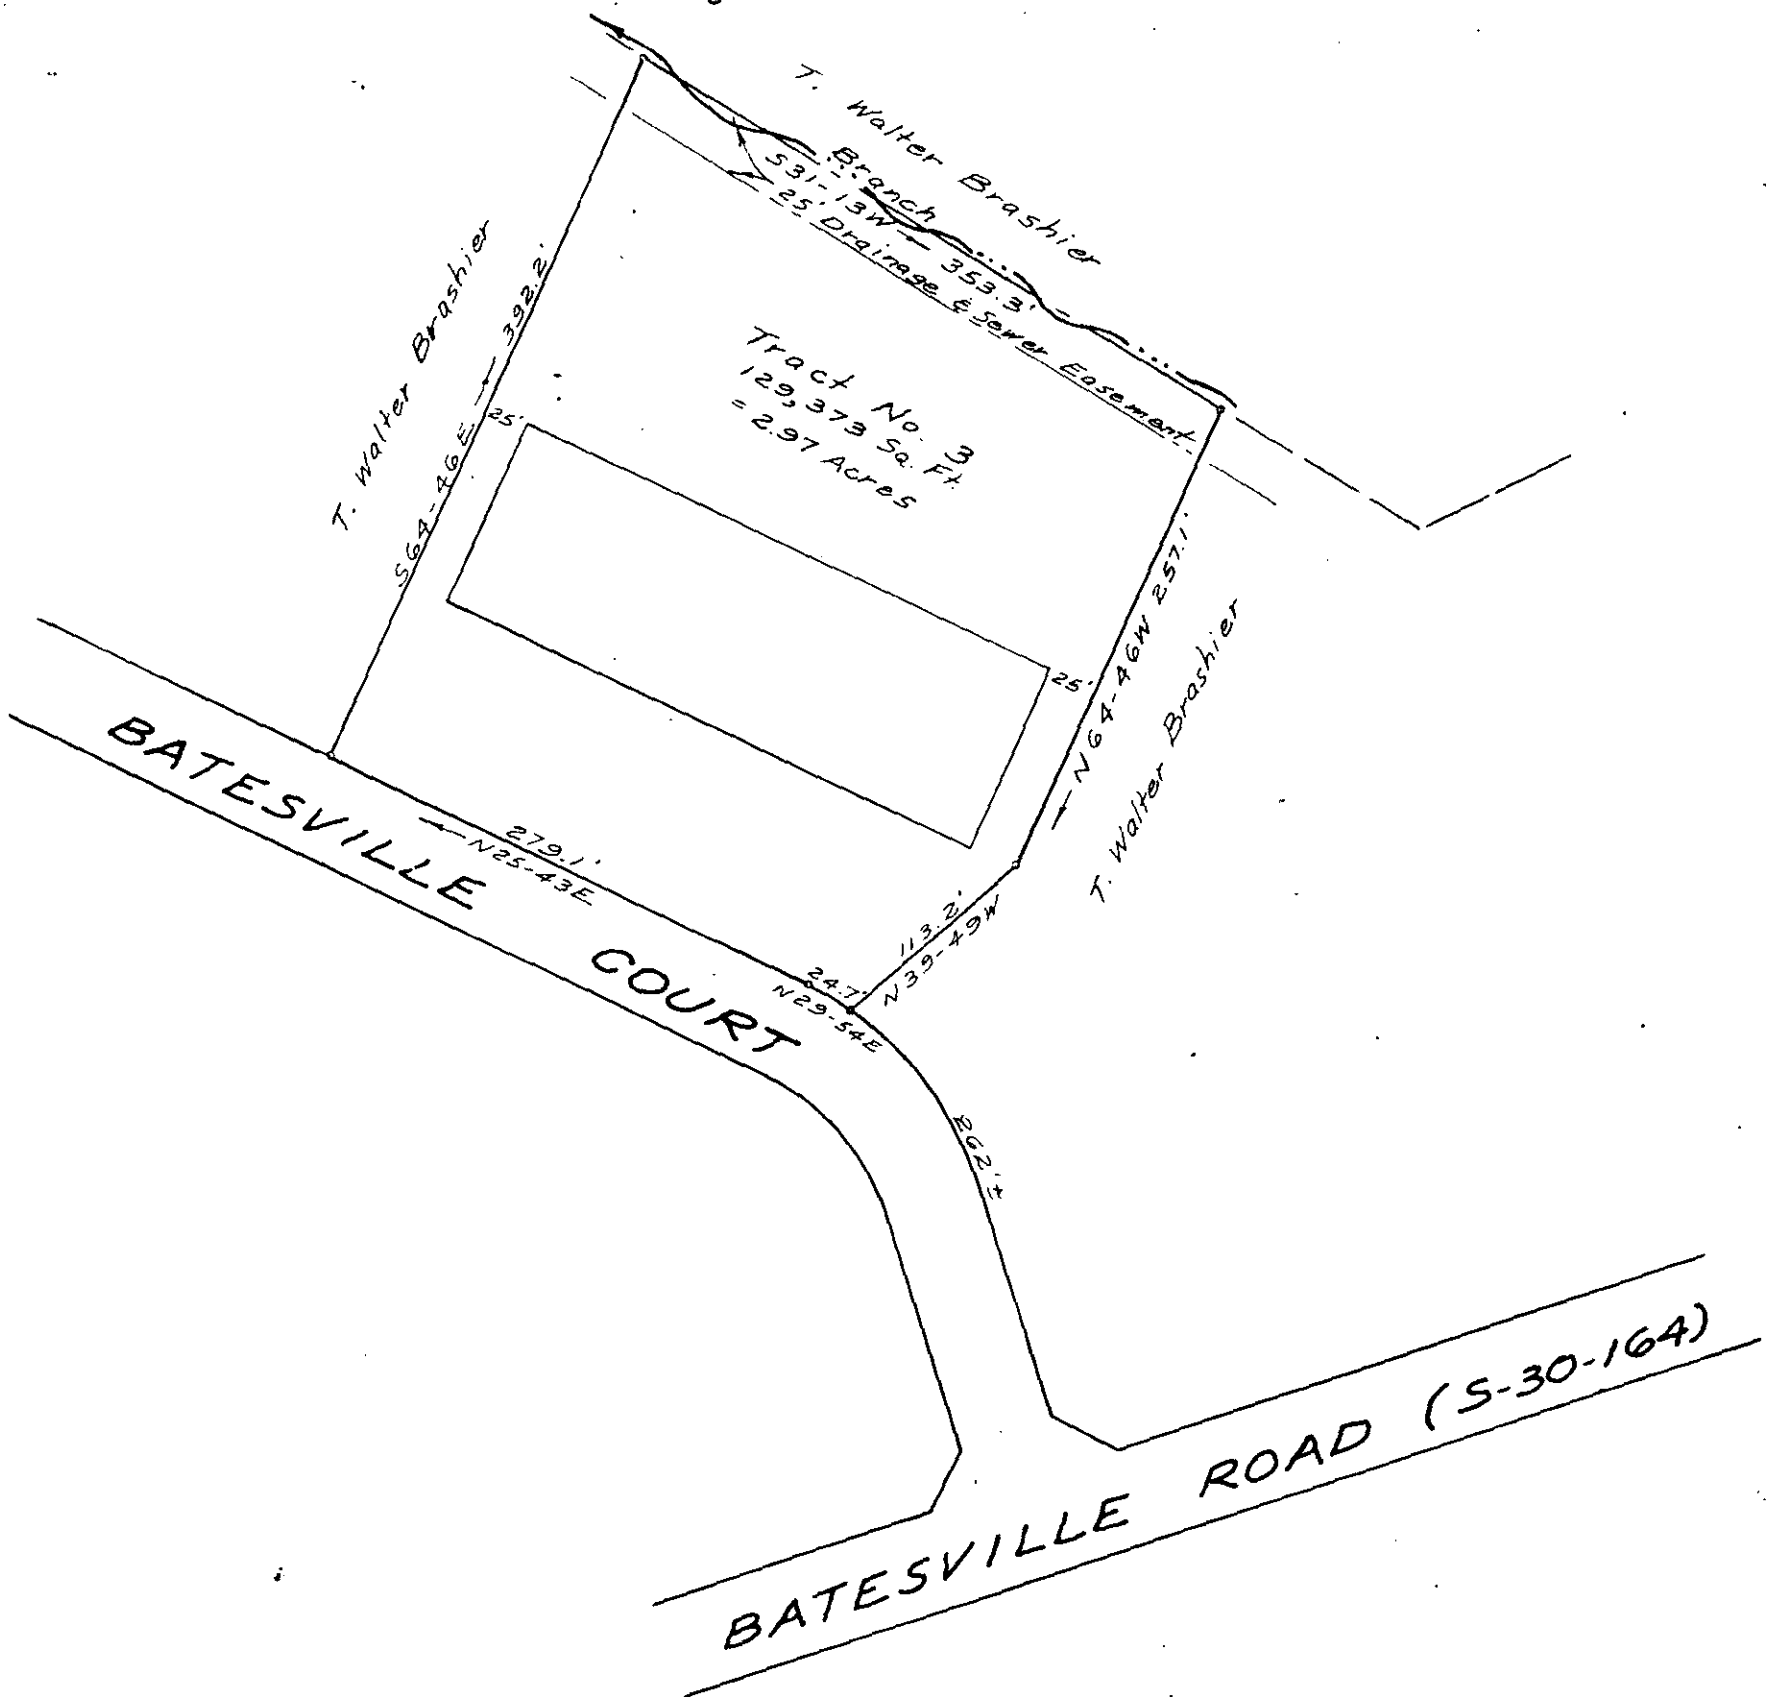 T. Walter Brashier
Branch
S31-13W 353.3'
25' Drainage & Sewer Easement
T. Walter Brashier
S64-46E 392.2'
Tract No. 3
129,373 Sq. Ft.
= 2.97 Acres
25'
25'
N64-46W 257.1'
T. Walter Brashier
279.1'
N25-43E
113.2'
N39-49W
24.7'
N29-54E
262'±
BATESVILLE COURT
BATESVILLE ROAD (S-30-164)